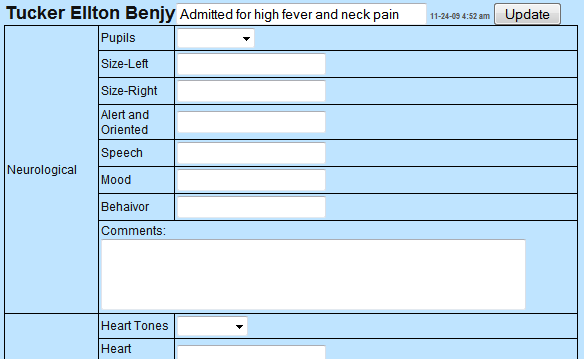 Tucker Ellton Benjy Admitted for high fever and neck pain 11-24-09 4:52 am Update
Pupils
Size-Left
Size-Right
Alert and
Oriented
Speech
Neurological
Mood
Behaivor
Comments:
Heart Tones
Heart